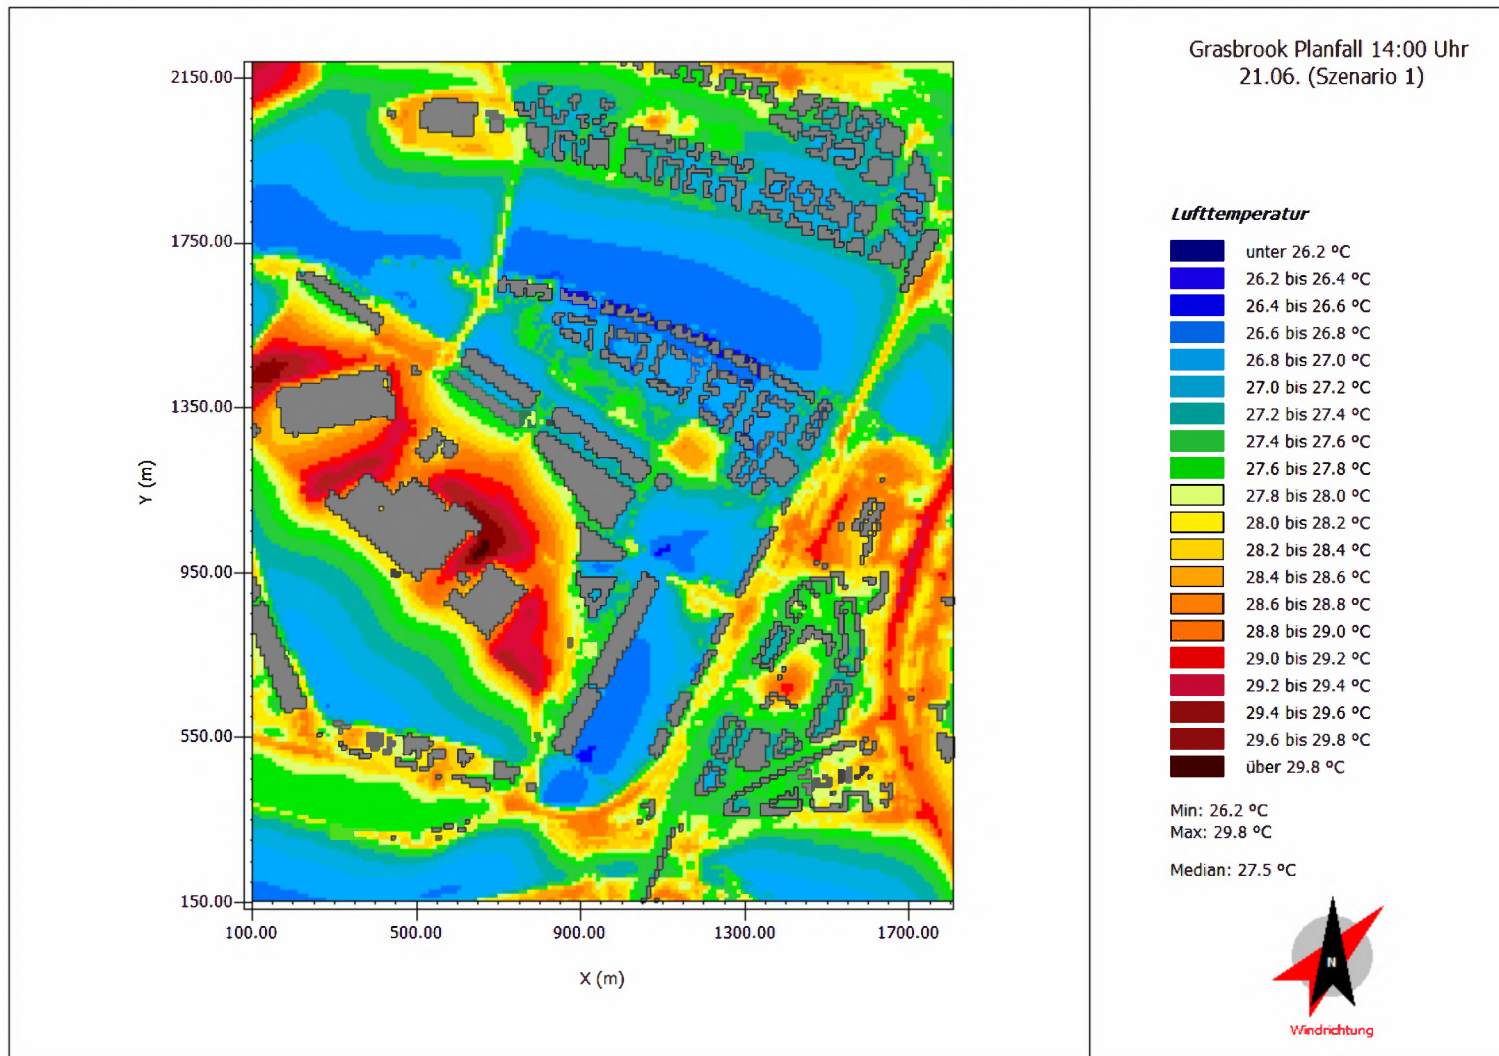 Grasbrook Planfall 14:00 Uhr
21.06. (Szenario 1)
2150.00
1750.00
1350.00
950.00
550.00
150.00
Y (m)
100.00 500.00 900.00 1300.00 1700.00
X (m)
Lufttemperatur
unter 26.2 °C
26.2 bis 26.4 °C
26.4 bis 26.6 °C
26.6 bis 26.8 °C
26.8 bis 27.0 °C
27.0 bis 27.2 °C
27.2 bis 27.4 °C
27.4 bis 27.6 °C
27.6 bis 27.8 °C
27.8 bis 28.0 °C
28.0 bis 28.2 °C
28.2 bis 28.4 °C
28.4 bis 28.6 °C
28.6 bis 28.8 °C
28.8 bis 29.0 °C
29.0 bis 29.2 °C
29.2 bis 29.4 °C
29.4 bis 29.6 °C
29.6 bis 29.8 °C
über 29.8 °C
Min: 26.2 °C
Max: 29.8 °C
Median: 27.5 °C
N
Windrichtung